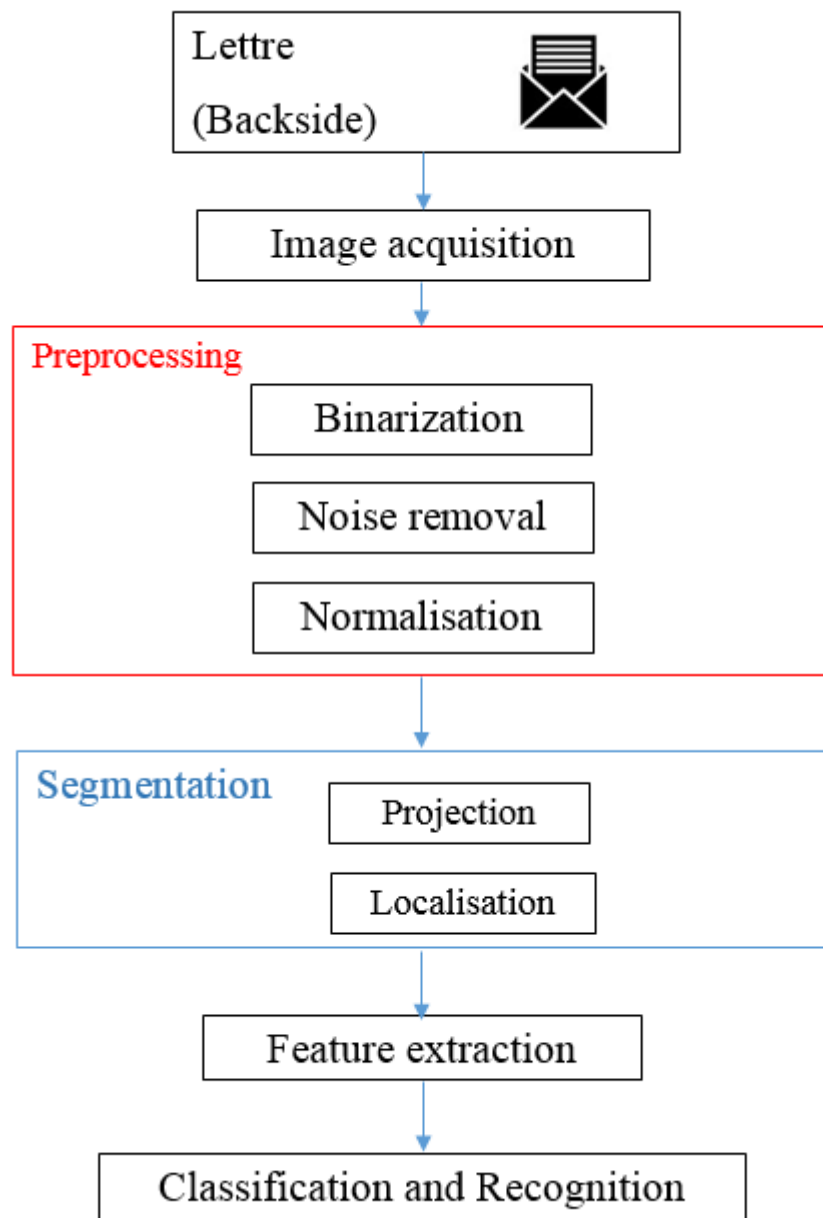 Lettre
(Backside)
Image acquisition
Preprocessing
Binarization
Noise removal
Normalisation
Segmentation
Projection
Localisation
Feature extraction
Classification and Recognition